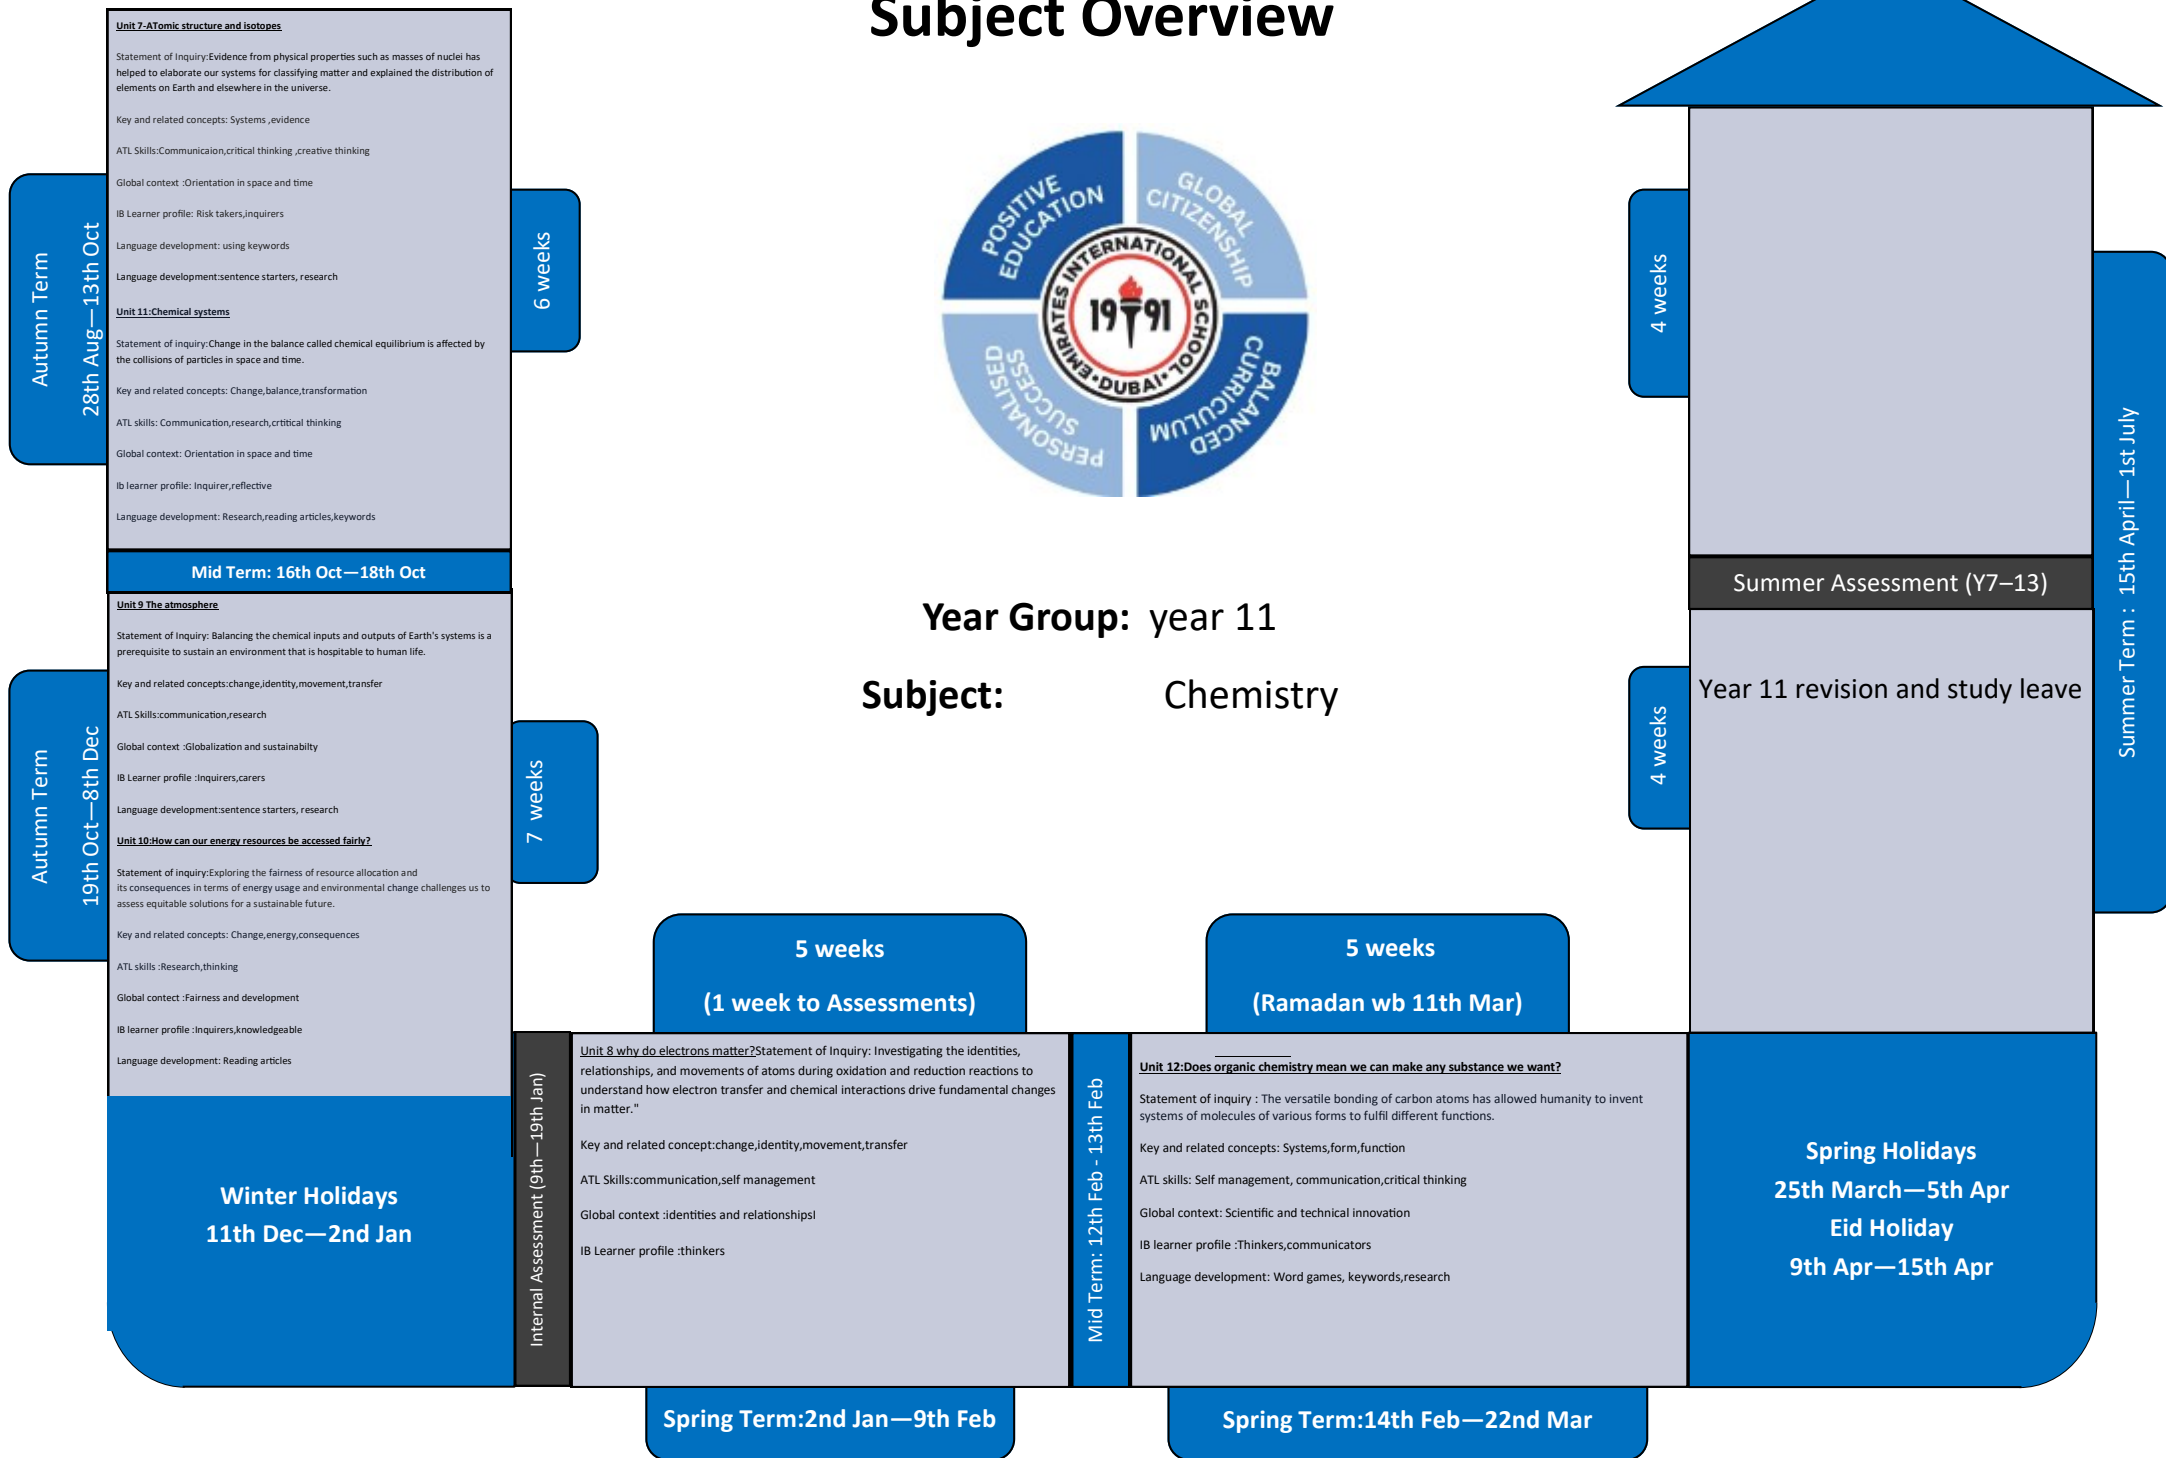 Subject Overview
Unit 7-ATomic structure and isotopes
Statement of Inquiry:Evidence from physical properties such as masses of nuclei has
helped to elaborate our systems for classifying matter and explained the distribution of
elements on Earth and elsewhere in the universe.
Key and related concepts: Systems ,evidence
ATL Skills:Communicaion,critical thinking ,creative thinking
Global context :Orientation in space and time
IB Learner profile: Risk takers,inquirers
Language development: using keywords
Language development:sentence starters, research
Unit 11:Chemical systems
Statement of inquiry:Change in the balance called chemical equilibrium is affected by
the collisions of particles in space and time.
Key and related concepts: Change,balance,transformation
ATL skills: Communication,research,crtitical thinking
Global context: Orientation in space and time
Ib learner profile: Inquirer,reflective
Language development: Research,reading articles,keywords
Autumn Term
28th Aug—13th Oct
6 weeks
Mid Term: 16th Oct—18th Oct
Unit 9 The atmosphere
Statement of Inquiry: Balancing the chemical inputs and outputs of Earth's systems is a
prerequisite to sustain an environment that is hospitable to human life.
Key and related concepts:change,identity,movement,transfer
ATL Skills:communication,research
Global context :Globalization and sustainabilty
IB Learner profile :Inquirers,carers
Language development:sentence starters, research
Unit 10:How can our energy resources be accessed fairly?
Statement of inquiry:Exploring the fairness of resource allocation and
its consequences in terms of energy usage and environmental change challenges us to
assess equitable solutions for a sustainable future.
Key and related concepts: Change,energy,consequences
ATL skills :Research,thinking
Global contect :Fairness and development
IB learner profile :Inquirers,knowledgeable
Language development: Reading articles
Autumn Term
19th Oct—8th Dec
7 weeks
Winter Holidays
11th Dec—2nd Jan
POSITIVE
EDUCATION
GLOBAL
CITIZENSHIP
PERSONALISED
SUCCESS
BALANCED
CURRICULUM
EMIRATES INTERNATIONAL SCHOOL
•DUBAI•
19 91
Year Group: year 11
Subject: Chemistry
Internal Assessment (9th—19th Jan)
5 weeks
(1 week to Assessments)
Unit 8 why do electrons matter?Statement of Inquiry: Investigating the identities,
relationships, and movements of atoms during oxidation and reduction reactions to
understand how electron transfer and chemical interactions drive fundamental changes
in matter."
Key and related concept:change,identity,movement,transfer
ATL Skills:communication,self management
Global context :identities and relationshipsl
IB Learner profile :thinkers
Spring Term:2nd Jan—9th Feb
Mid Term: 12th Feb - 13th Feb
5 weeks
(Ramadan wb 11th Mar)
Unit 12:Does organic chemistry mean we can make any substance we want?
Statement of inquiry : The versatile bonding of carbon atoms has allowed humanity to invent
systems of molecules of various forms to fulfil different functions.
Key and related concepts: Systems,form,function
ATL skills: Self management, communication,critical thinking
Global context: Scientific and technical innovation
IB learner profile :Thinkers,communicators
Language development: Word games, keywords,research
Spring Term:14th Feb—22nd Mar
Spring Holidays
25th March—5th Apr
Eid Holiday
9th Apr—15th Apr
4 weeks
Summer Assessment (Y7–13)
Year 11 revision and study leave
4 weeks
Summer Term : 15th April—1st July